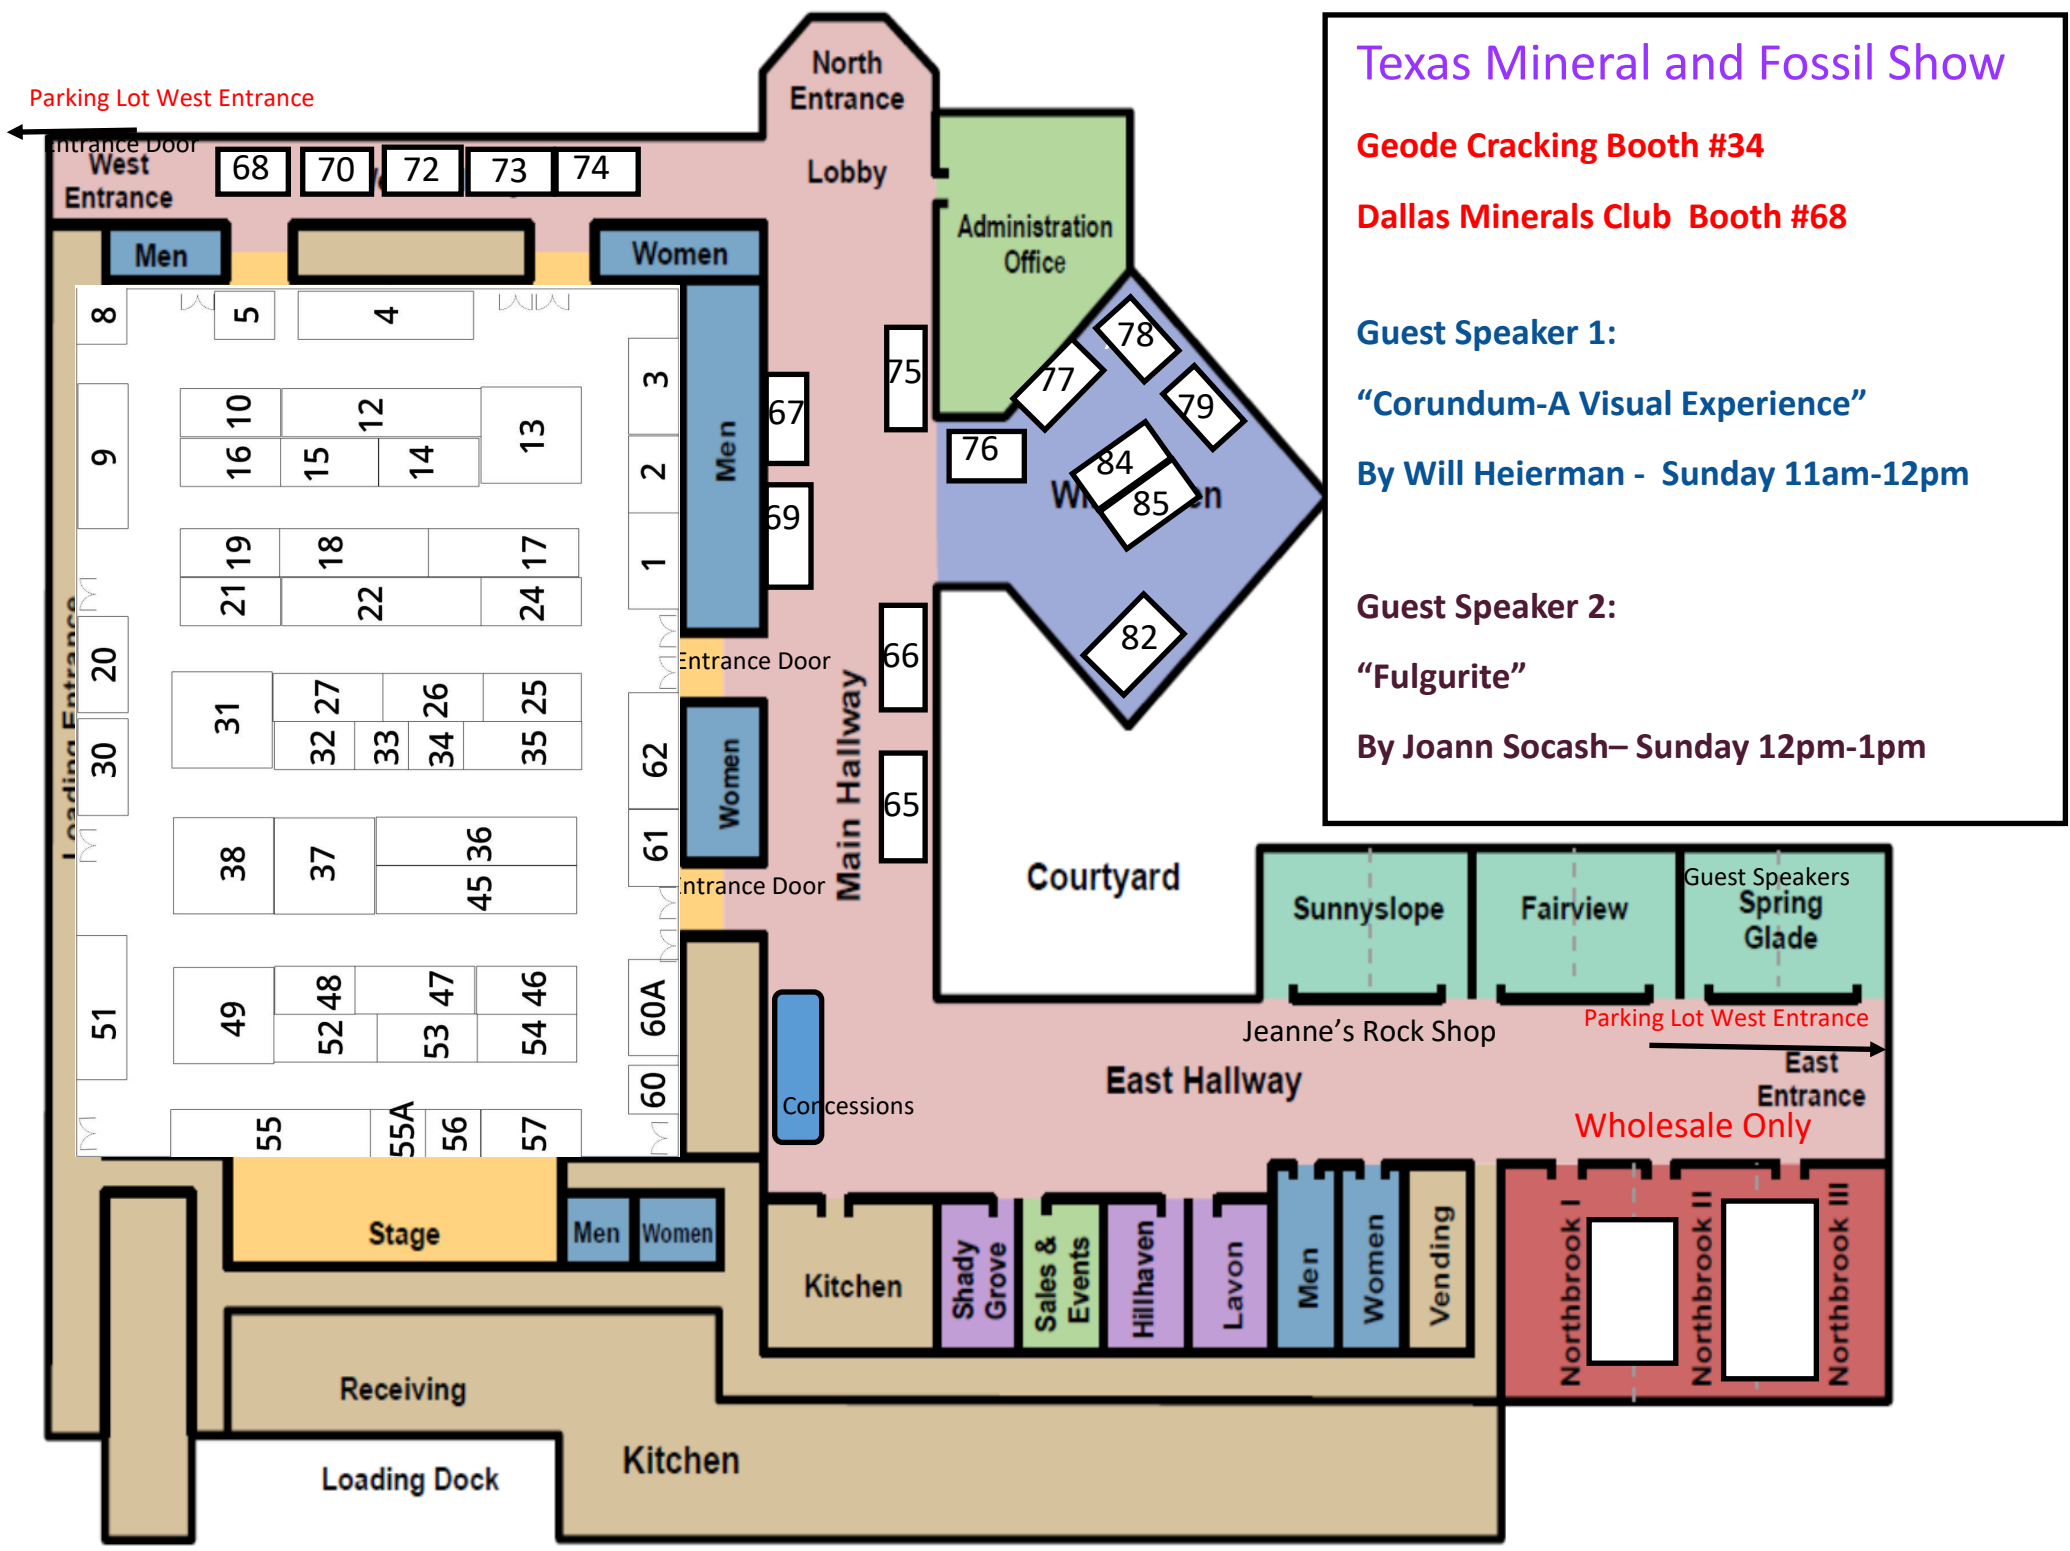 Texas Mineral and Fossil Show
Geode Cracking Booth #34
Dallas Minerals Club Booth #68
Guest Speaker 1:
“Corundum-A Visual Experience”
By Will Heierman - Sunday 11am-12pm
Guest Speaker 2:
“Fulgurite”
By Joann Socash– Sunday 12pm-1pm
Parking Lot West Entrance
Entrance Door
West
Entrance
68
70
72
73
74
North
Entrance
Lobby
Administration
Office
Men
Women
8
5
4
3
10
12
13
9
16
15
14
2
19
18
17
1
21
22
24
20
31
27
26
25
30
32
33
34
35
62
38
37
36
45
61
51
49
48
47
46
52
53
54
60A
60
55
55A
56
57
Loading Entrance
Men
Women
67
69
75
66
65
Entrance Door
ntrance Door
Main Hallway
76
77
78
79
84
85
82
Courtyard
Sunnyslope
Fairview
Guest Speakers
Spring
Glade
Jeanne’s Rock Shop
Parking Lot West Entrance
East Hallway
East
Entrance
Wholesale Only
Concessions
Stage
Men
Women
Kitchen
Shady
Grove
Sales &
Events
Hillhaven
Lavon
Men
Women
Vending
Northbrook I
Northbrook II
Northbrook III
Receiving
Loading Dock
Kitchen